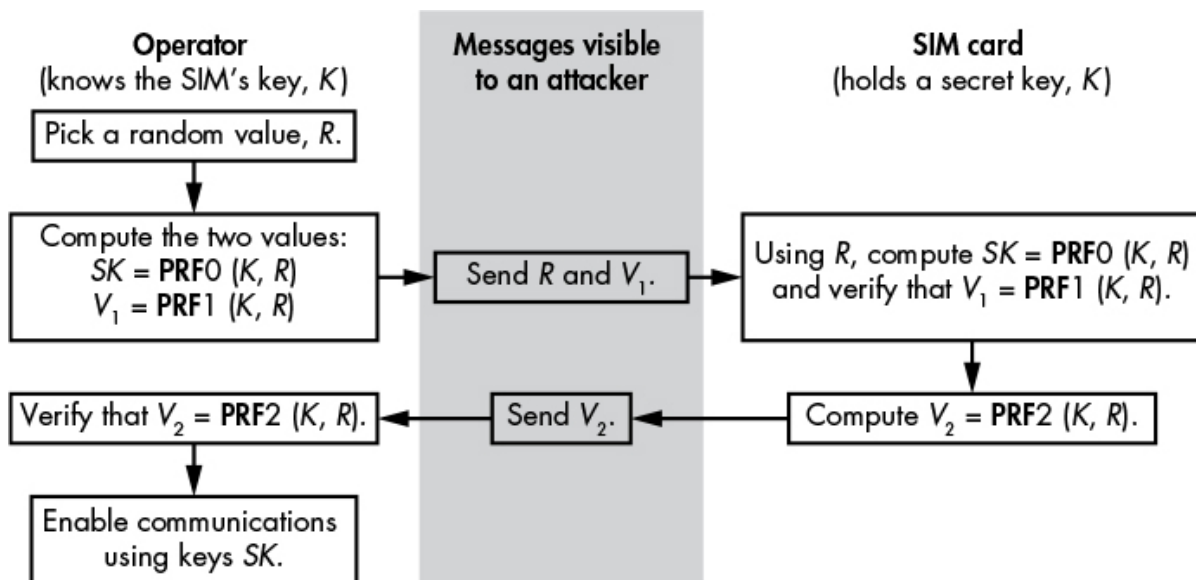 Operator
(knows the SIM's key, K)
Messages visible
to an attacker
SIM card
(holds a secret key, K)
Pick a random value, R.
Compute the two values:
SK = PRF0 (K, R)
V₁ = PRF1 (K, R)
Send R and V₁.
Using R, compute SK = PRF0 (K, R)
and verify that V₁ = PRF1 (K, R).
Compute V₂ = PRF2 (K, R).
Send V₂.
Verify that V₂ = PRF2 (K, R).
Enable communications
using keys SK.